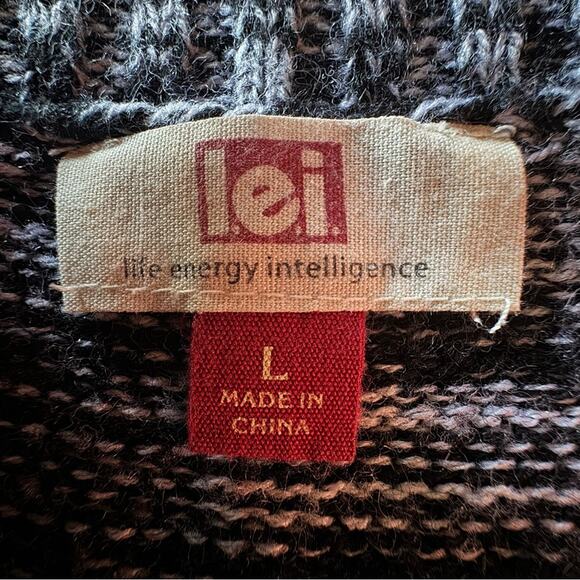 l.e.i.
life energy intelligence
L
MADE IN
CHINA